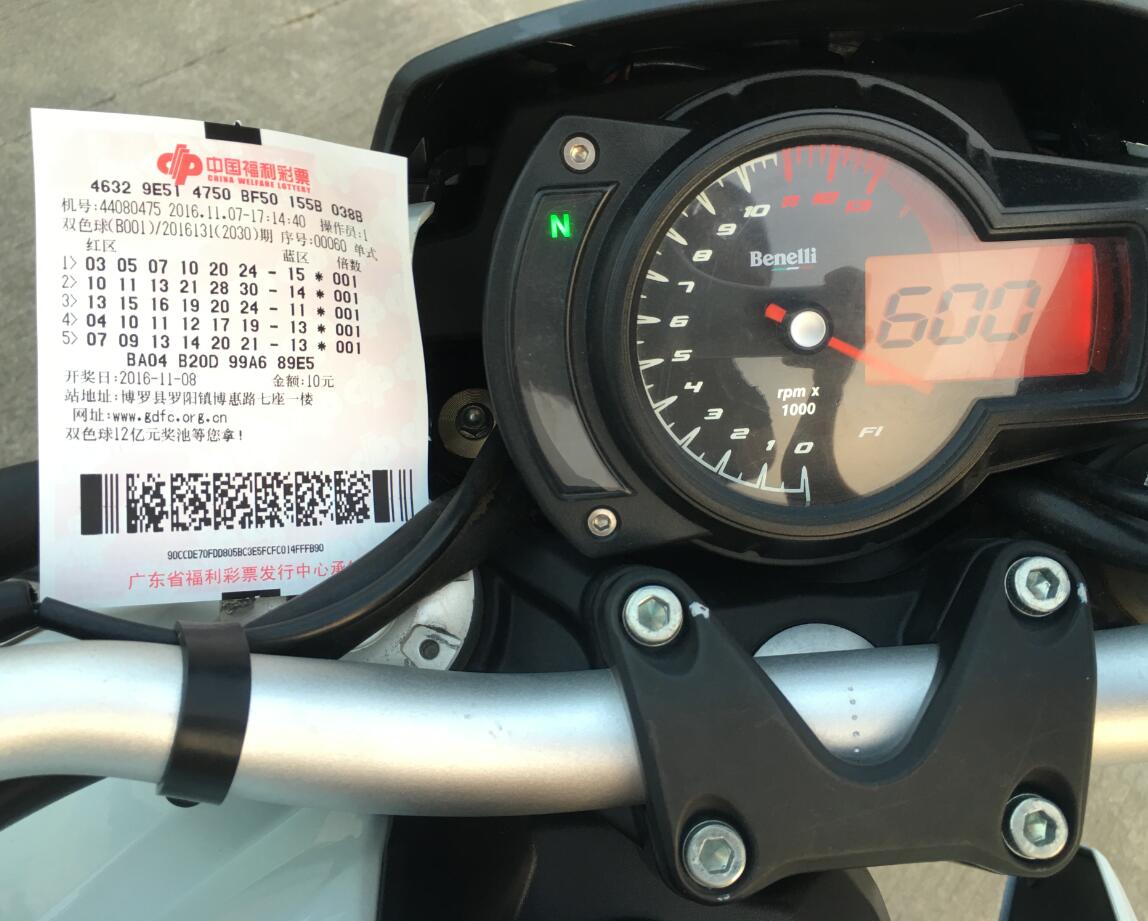 中国福利彩票
CHINA WELFARE LOTTERY
4632 9E51 4750 BF50 155B 038B
机号:44080475 2016.11.07-17:14:40 操作员:1
双色球(B001)/2016131(2030)期 序号:00060 单式
红区 蓝区 倍数
1> 03 05 07 10 20 24 - 15 * 001
2> 10 11 13 21 28 30 - 14 * 001
3> 13 15 16 19 20 24 - 11 * 001
4> 04 10 11 12 17 19 - 13 * 001
5> 07 09 13 14 20 21 - 13 * 001
BA04 B20D 99A6 89E5
开奖日:2016-11-08 金额:10元
站地址:博罗县罗阳镇博惠路七座一楼
网址:www.gdfc.org.cn
双色球12亿元奖池等您拿!
90CCDE70FDD805BC3E5FCFC014FFFB90
广东省福利彩票发行中心承
N
Benelli
600
rpm x
1000
FI
0
1
2
3
4
5
6
7
8
9
10
11
12
13